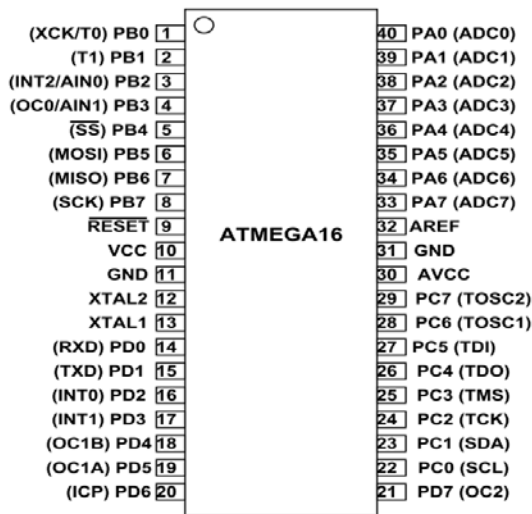 (XCK/T0) PB0 1 40 PA0 (ADC0)
(T1) PB1 2 39 PA1 (ADC1)
(INT2/AIN0) PB2 3 38 PA2 (ADC2)
(OC0/AIN1) PB3 4 37 PA3 (ADC3)
(S̅S̅) PB4 5 36 PA4 (ADC4)
(MOSI) PB5 6 35 PA5 (ADC5)
(MISO) PB6 7 34 PA6 (ADC6)
(SCK) PB7 8 33 PA7 (ADC7)
R̅E̅S̅E̅T̅ 9 32 AREF
ATMEGA16
VCC 10 31 GND
GND 11 30 AVCC
XTAL2 12 29 PC7 (TOSC2)
XTAL1 13 28 PC6 (TOSC1)
(RXD) PD0 14 27 PC5 (TDI)
(TXD) PD1 15 26 PC4 (TDO)
(INT0) PD2 16 25 PC3 (TMS)
(INT1) PD3 17 24 PC2 (TCK)
(OC1B) PD4 18 23 PC1 (SDA)
(OC1A) PD5 19 22 PC0 (SCL)
(ICP) PD6 20 21 PD7 (OC2)